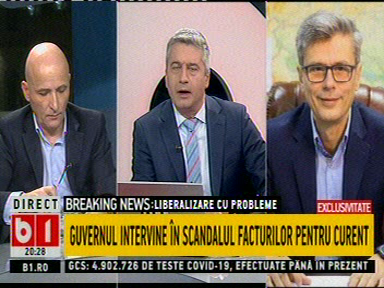 DIRECT
BREAKING NEWS: LIBERALIZARE CU PROBLEME
EXCLUSIVITATE
b1
GUVERNUL INTERVINE ÎN SCANDALUL FACTURILOR PENTRU CURENT
20:28
B1.RO
GCS: 4.902.726 DE TESTE COVID-19, EFECTUATE PÂNĂ ÎN PREZENT